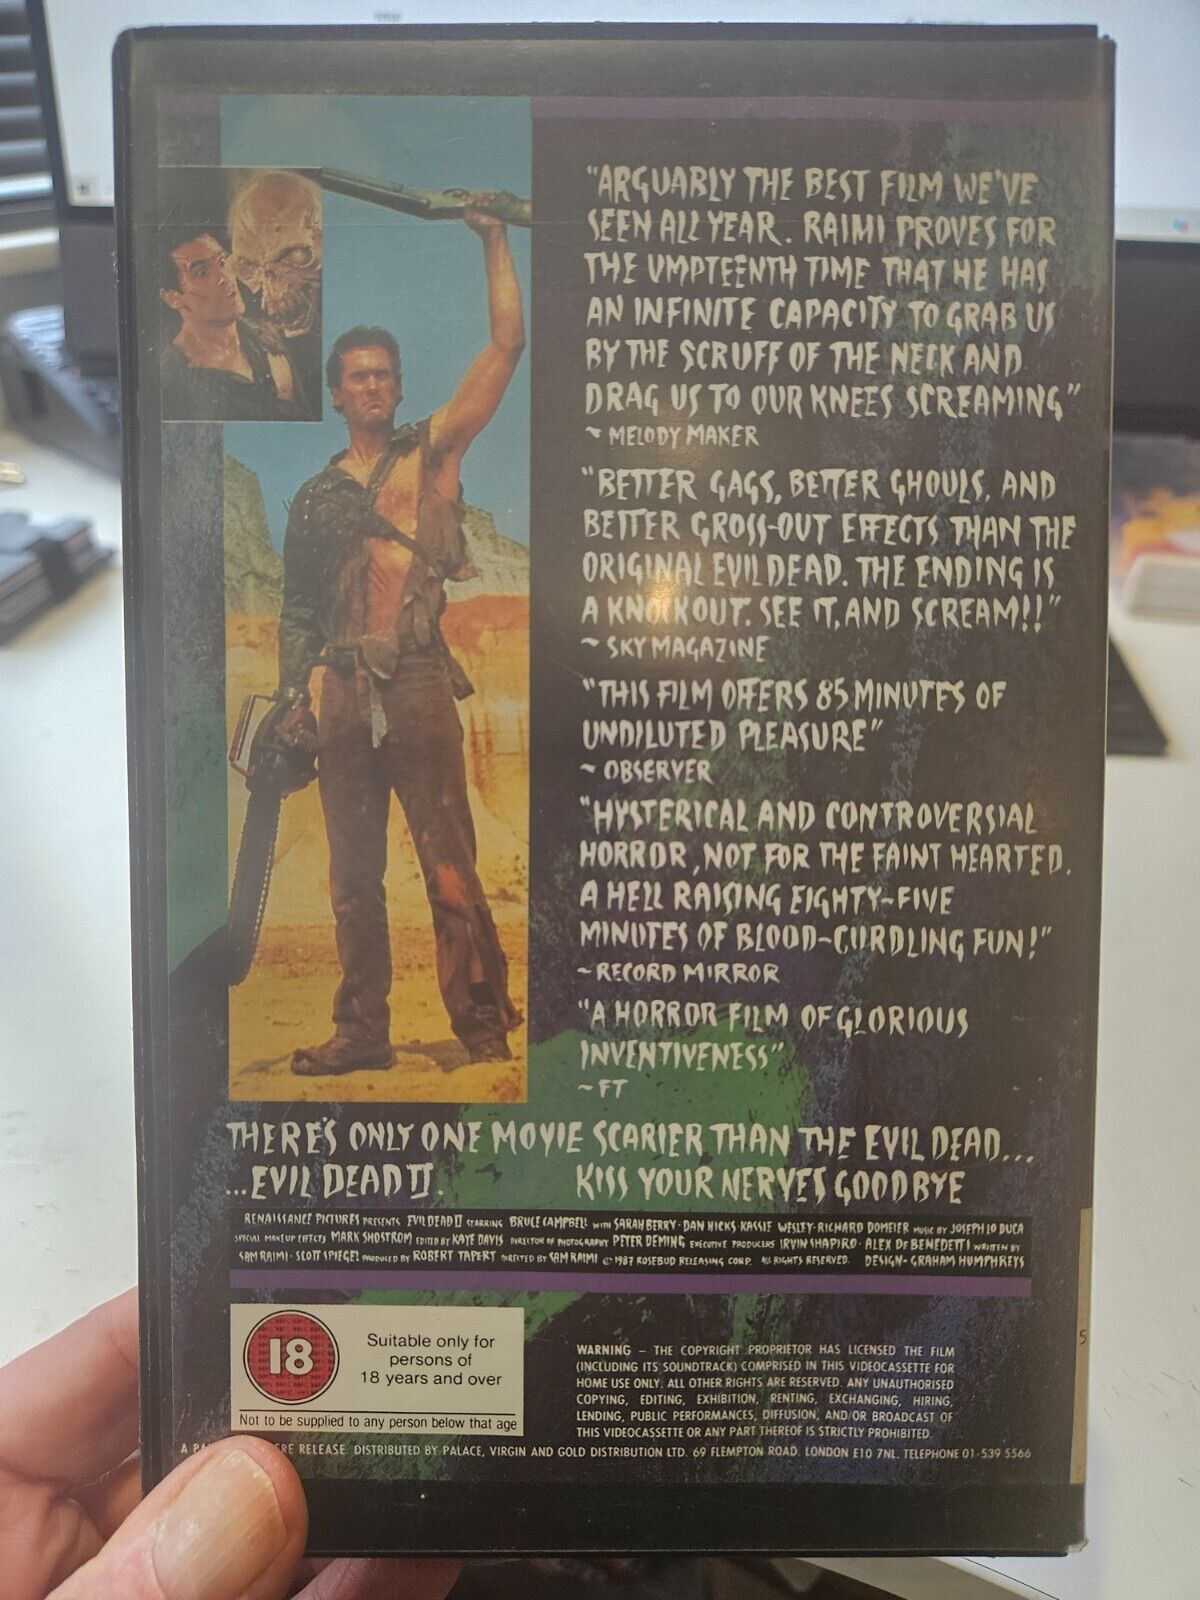 "ARGUABLY THE BEST FILM WE'VE
SEEN ALL YEAR. RAIMI PROVES FOR
THE UMPTEENTH TIME THAT HE HAS
AN INFINITE CAPACITY TO GRAB US
BY THE SCRUFF OF THE NECK AND
DRAG US TO OUR KNEES SCREAMING"
~ MELODY MAKER
"BETTER GAGS, BETTER GHOULS, AND
BETTER GROSS-OUT EFFECTS THAN THE
ORIGINAL EVIL DEAD. THE ENDING IS
A KNOCKOUT. SEE IT, AND SCREAM!!"
~ SKY MAGAZINE
"THIS FILM OFFERS 85 MINUTES OF
UNDILUTED PLEASURE"
~ OBSERVER
"HYSTERICAL AND CONTROVERSIAL
HORROR, NOT FOR THE FAINT HEARTED.
A HELL RAISING EIGHTY-FIVE
MINUTES OF BLOOD-CURDLING FUN!"
~ RECORD MIRROR
"A HORROR FILM OF GLORIOUS
INVENTIVENESS"
~ FT
THERE'S ONLY ONE MOVIE SCARIER THAN THE EVIL DEAD...
...EVIL DEAD II. KISS YOUR NERVES GOODBYE
RENAISSANCE PICTURES PRESENTS EVIL DEAD II STARRING BRUCE CAMPBELL WITH SARAH BERRY · DAN HICKS KASSIE WESLEY · RICHARD DOMEIER MUSIC BY JOSEPH LO DUCA
SPECIAL MAKEUP EFFECTS MARK SHOSTROM EDITED BY KAYE DAVIS DIRECTOR OF PHOTOGRAPHY PETER DEMING EXECUTIVE PRODUCERS IRVIN SHAPIRO · ALEX DE BENEDETTI WRITTEN BY
SAM RAIMI · SCOTT SPIEGEL PRODUCED BY ROBERT TAPERT DIRECTED BY SAM RAIMI © 1987 ROSEBUD RELEASING CORP. ALL RIGHTS RESERVED. DESIGN - GRAHAM HUMPHREYS
18
Suitable only for
persons of
18 years and over
Not to be supplied to any person below that age
WARNING – THE COPYRIGHT PROPRIETOR HAS LICENSED THE FILM
(INCLUDING ITS SOUNDTRACK) COMPRISED IN THIS VIDEOCASSETTE FOR
HOME USE ONLY. ALL OTHER RIGHTS ARE RESERVED. ANY UNAUTHORISED
COPYING, EDITING, EXHIBITION, RENTING, EXCHANGING, HIRING,
LENDING, PUBLIC PERFORMANCES, DIFFUSION, AND/OR BROADCAST OF
THIS VIDEOCASSETTE OR ANY PART THEREOF IS STRICTLY PROHIBITED.
5
A RELEASE. DISTRIBUTED BY PALACE, VIRGIN AND GOLD DISTRIBUTION LTD. 69 FLEMPTON ROAD. LONDON E10 7NL. TELEPHONE 01-539 5566